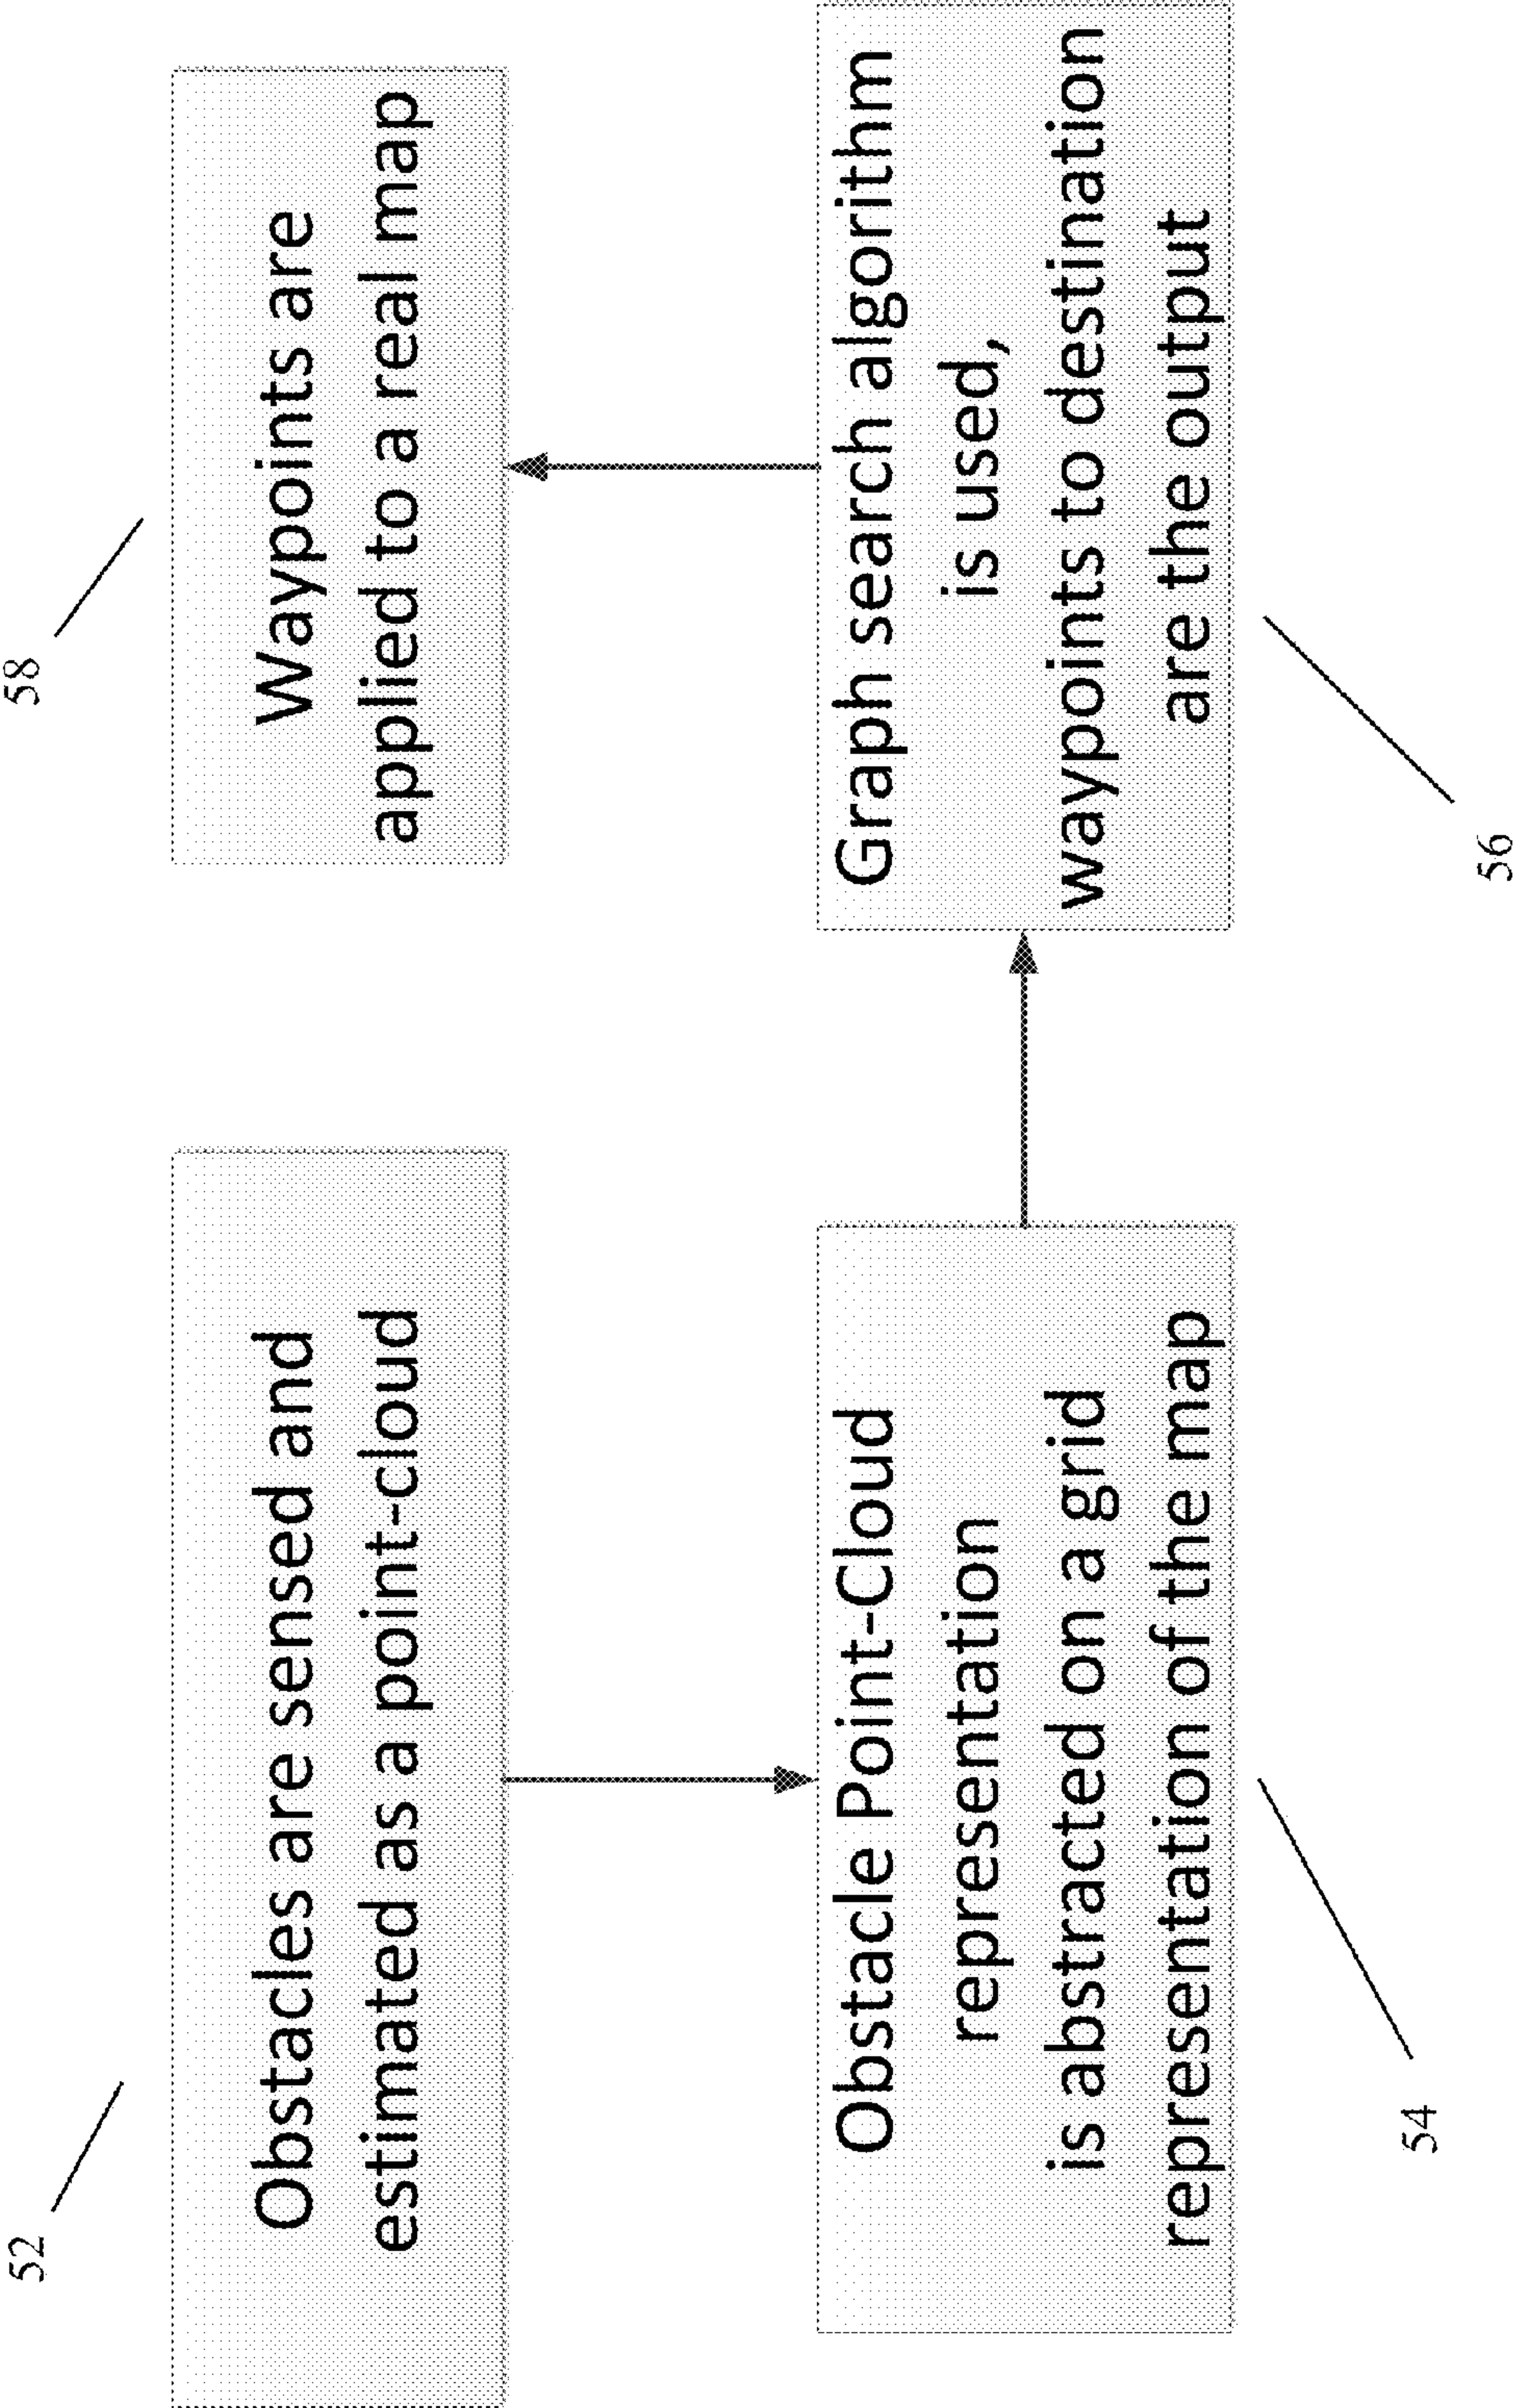 52
Obstacles are sensed and
estimated as a point-cloud
Obstacle Point-Cloud
representation
is abstracted on a grid
representation of the map
54
58
Waypoints are
applied to a real map
Graph search algorithm
is used,
waypoints to destination
are the output
56